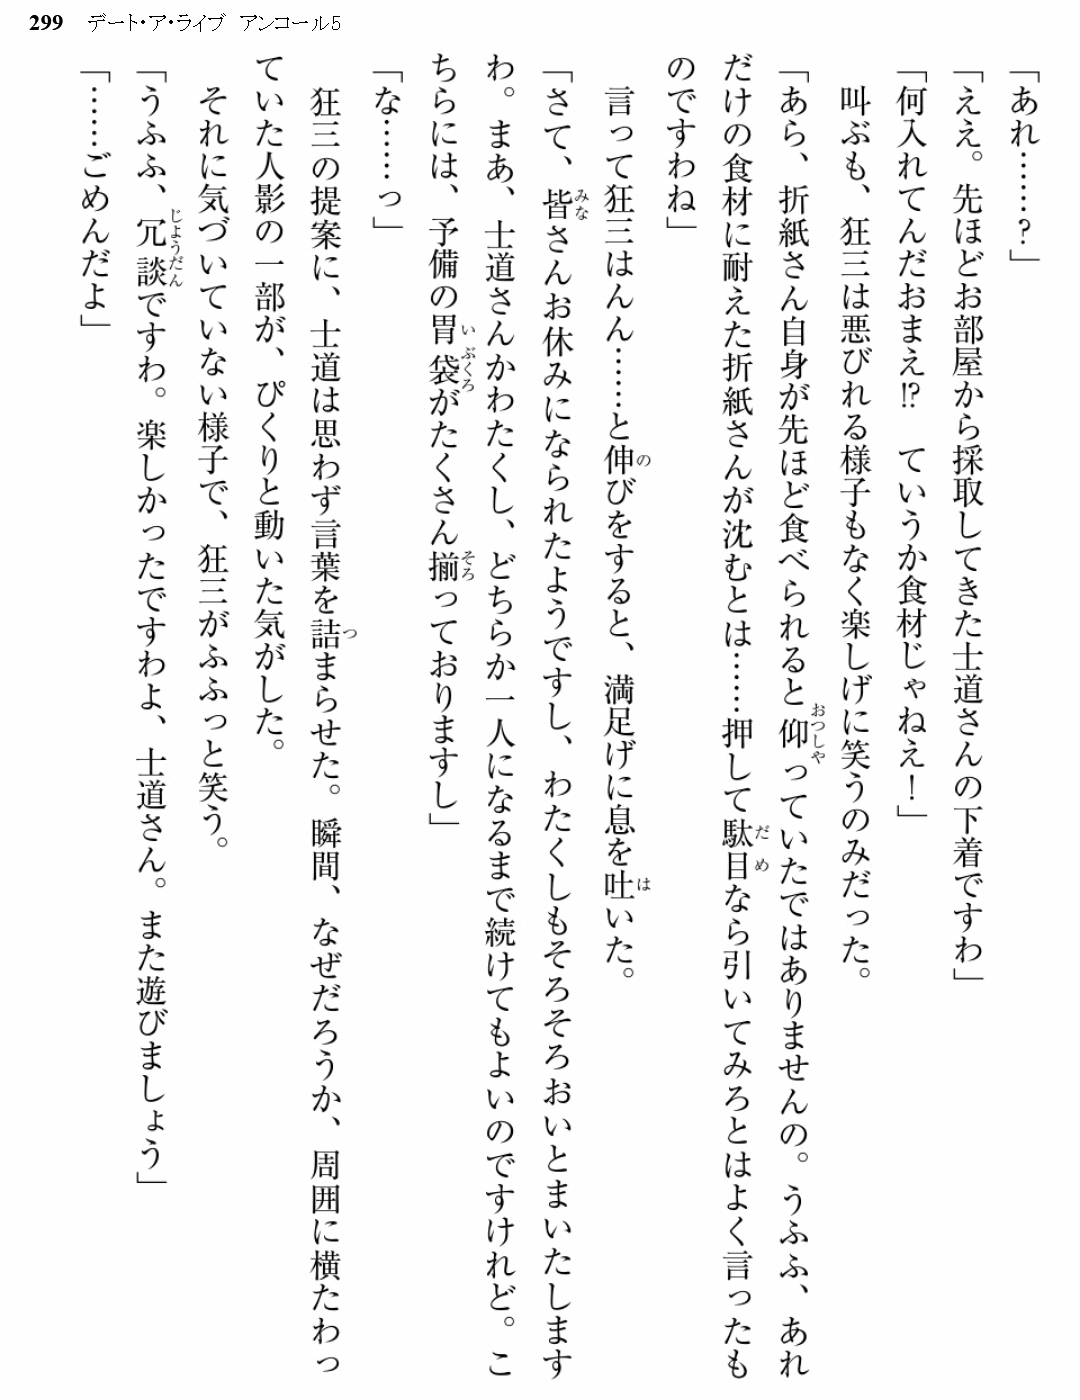 299 デート・ア・ライブ アンコール5
「あれ……?」
「ええ。先ほどお部屋から採取してきた士道さんの下着ですわ」
「何入れてんだおまえ!? ていうか食材じゃねえ!」
叫ぶも、狂三は悪びれる様子もなく楽しげに笑うのみだった。
「あら、折紙さん自身が先ほど食べられると仰っていたではありませんの。うふふ、あれ
だけの食材に耐えた折紙さんが沈むとは……押して駄目なら引いてみろとはよく言ったも
のですわね」
言って狂三はんん……と伸びをすると、満足げに息を吐いた。
「さて、皆さんお休みになられたようですし、わたくしもそろそろおいとまいたします
わ。まあ、士道さんかわたくし、どちらか一人になるまで続けてもよいのですけれど。こ
ちらには、予備の胃袋がたくさん揃っておりますし」
「な……っ」
狂三の提案に、士道は思わず言葉を詰まらせた。瞬間、なぜだろうか、周囲に横たわっ
ていた人影の一部が、ぴくりと動いた気がした。
それに気づいていない様子で、狂三がふふっと笑う。
「うふふ、冗談ですわ。楽しかったですわよ、士道さん。また遊びましょう」
「……ごめんだよ」